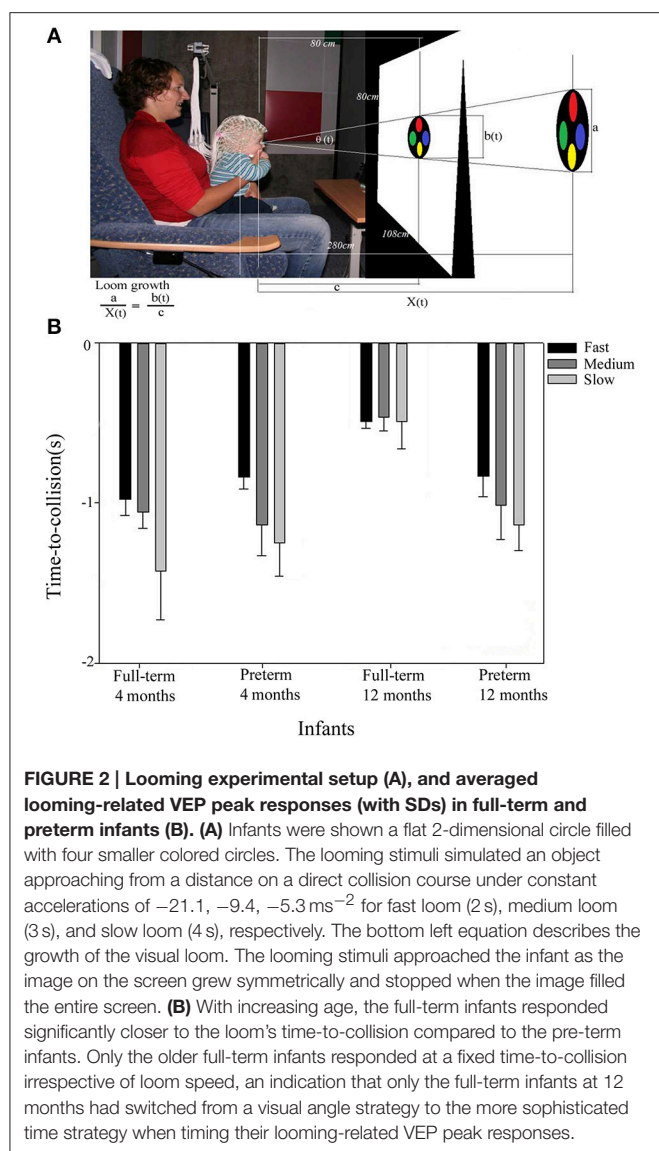 A
80 cm
80cm
θ (t)
b(t)
a
108cm
280cm
c
X(t)
Loom growth
a
X(t)
=
b(t)
c
B
0
Fast
Medium
Slow
Time-to-collision(s)
-1
-2
Full-term
4 months
Preterm
4 months
Full-term
12 months
Preterm
12 months
Infants
FIGURE 2 | Looming experimental setup (A), and averaged
looming-related VEP peak responses (with SDs) in full-term and
preterm infants (B). (A) Infants were shown a flat 2-dimensional circle filled
with four smaller colored circles. The looming stimuli simulated an object
approaching from a distance on a direct collision course under constant
accelerations of −21.1, −9.4, −5.3 ms−2 for fast loom (2 s), medium loom
(3 s), and slow loom (4 s), respectively. The bottom left equation describes the
growth of the visual loom. The looming stimuli approached the infant as the
image on the screen grew symmetrically and stopped when the image filled
the entire screen. (B) With increasing age, the full-term infants responded
significantly closer to the loom's time-to-collision compared to the pre-term
infants. Only the older full-term infants responded at a fixed time-to-collision
irrespective of loom speed, an indication that only the full-term infants at 12
months had switched from a visual angle strategy to the more sophisticated
time strategy when timing their looming-related VEP peak responses.